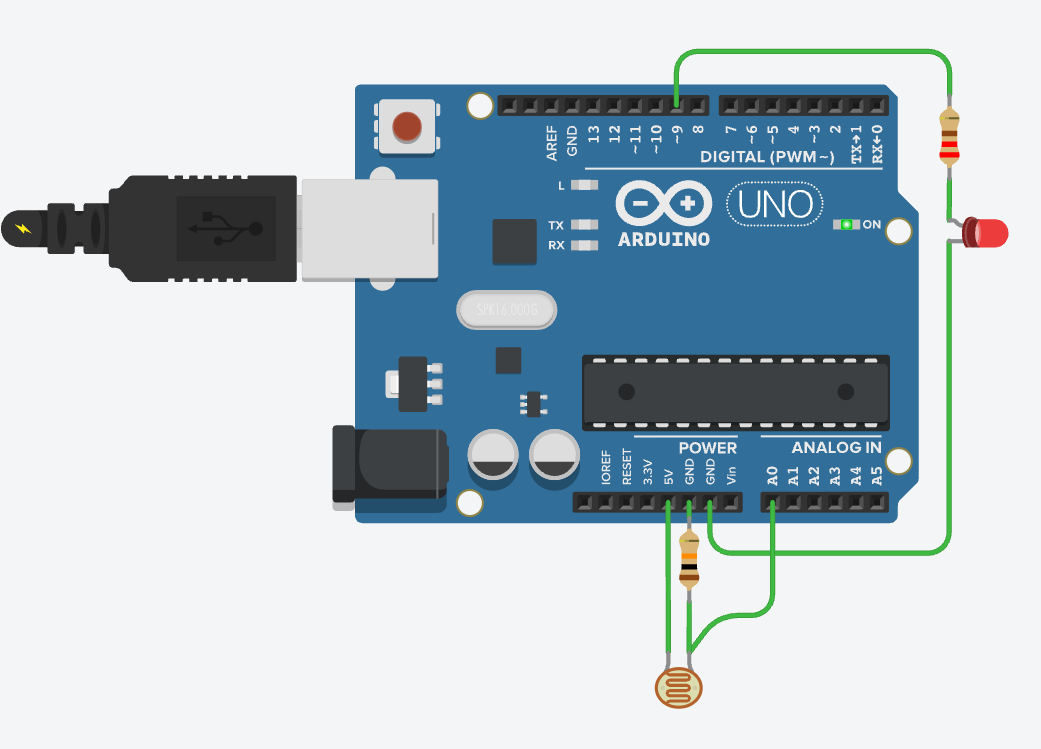 AREF
GND
13
12
~11
~10
~9
8
7
~6
~5
4
~3
2
TX→1
RX←0
DIGITAL (PWM~)
L
TX
RX
ARDUINO
UNO
ON
SPK16.000G
POWER
ANALOG IN
IOREF
RESET
3.3V
5V
GND
GND
Vin
A0
A1
A2
A3
A4
A5